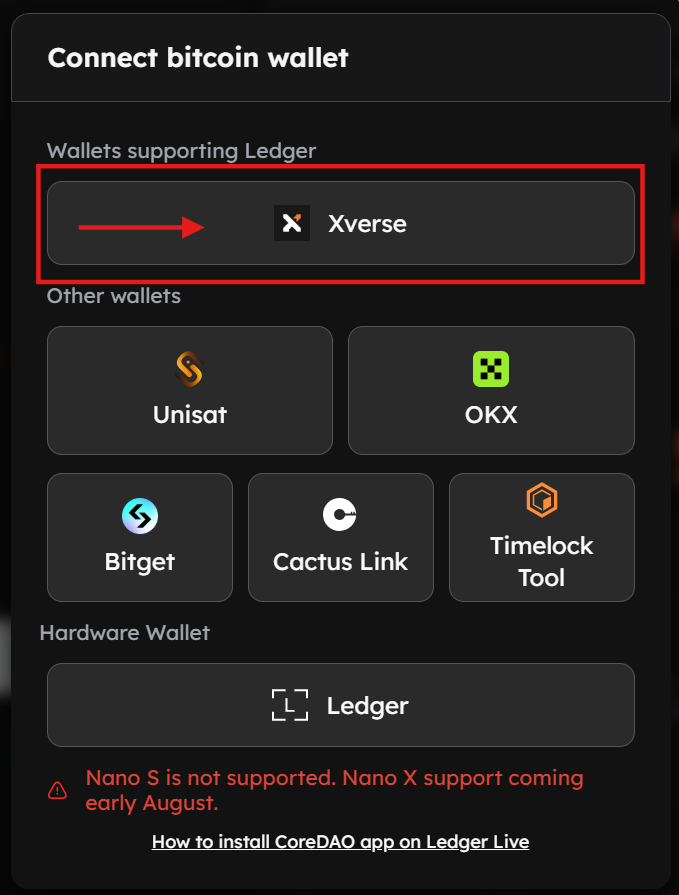 Connect bitcoin wallet
Wallets supporting Ledger
Xverse
Other wallets
Unisat
OKX
Bitget
Cactus Link
Timelock
Tool
Hardware Wallet
L
Ledger
Nano S is not supported. Nano X support coming
early August.
How to install CoreDAO app on Ledger Live